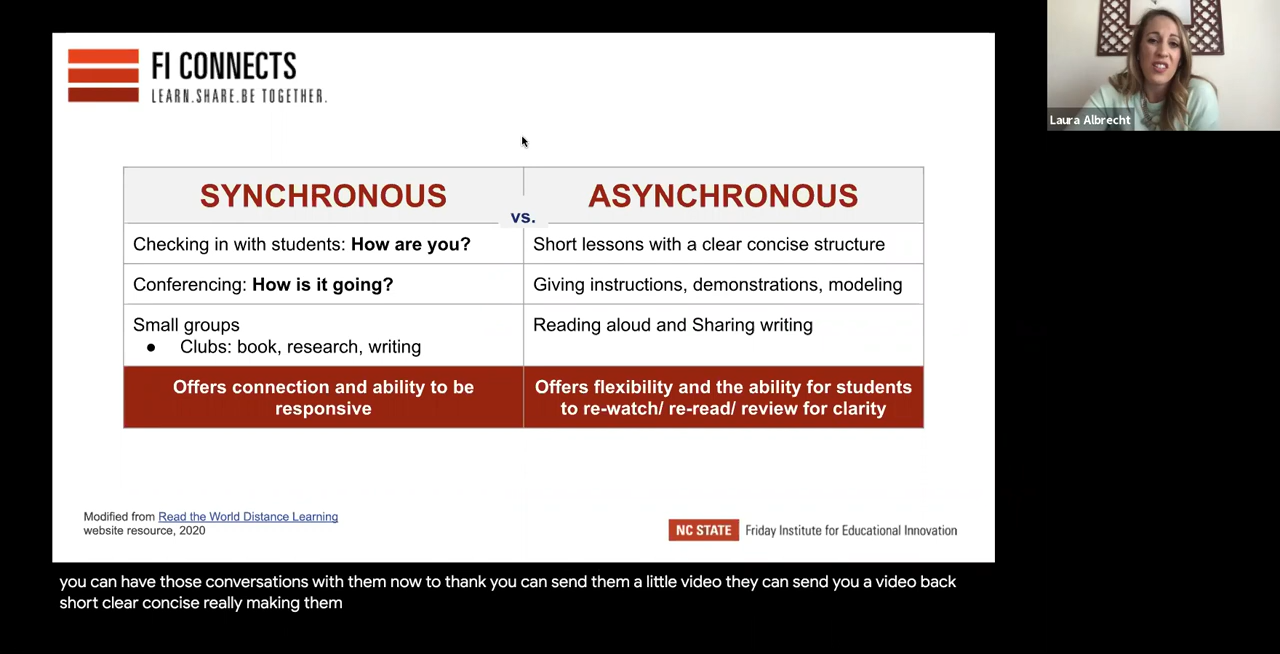 FI CONNECTS
LEARN.SHARE.BE TOGETHER.
Laura Albrecht
SYNCHRONOUS
vs.
ASYNCHRONOUS
Checking in with students: How are you?
Short lessons with a clear concise structure
Conferencing: How is it going?
Giving instructions, demonstrations, modeling
Small groups
● Clubs: book, research, writing
Reading aloud and Sharing writing
Offers connection and ability to be
responsive
Offers flexibility and the ability for students
to re-watch/ re-read/ review for clarity
Modified from Read the World Distance Learning
website resource, 2020
NC STATE Friday Institute for Educational Innovation
you can have those conversations with them now to thank you can send them a little video they can send you a video back
short clear concise really making them